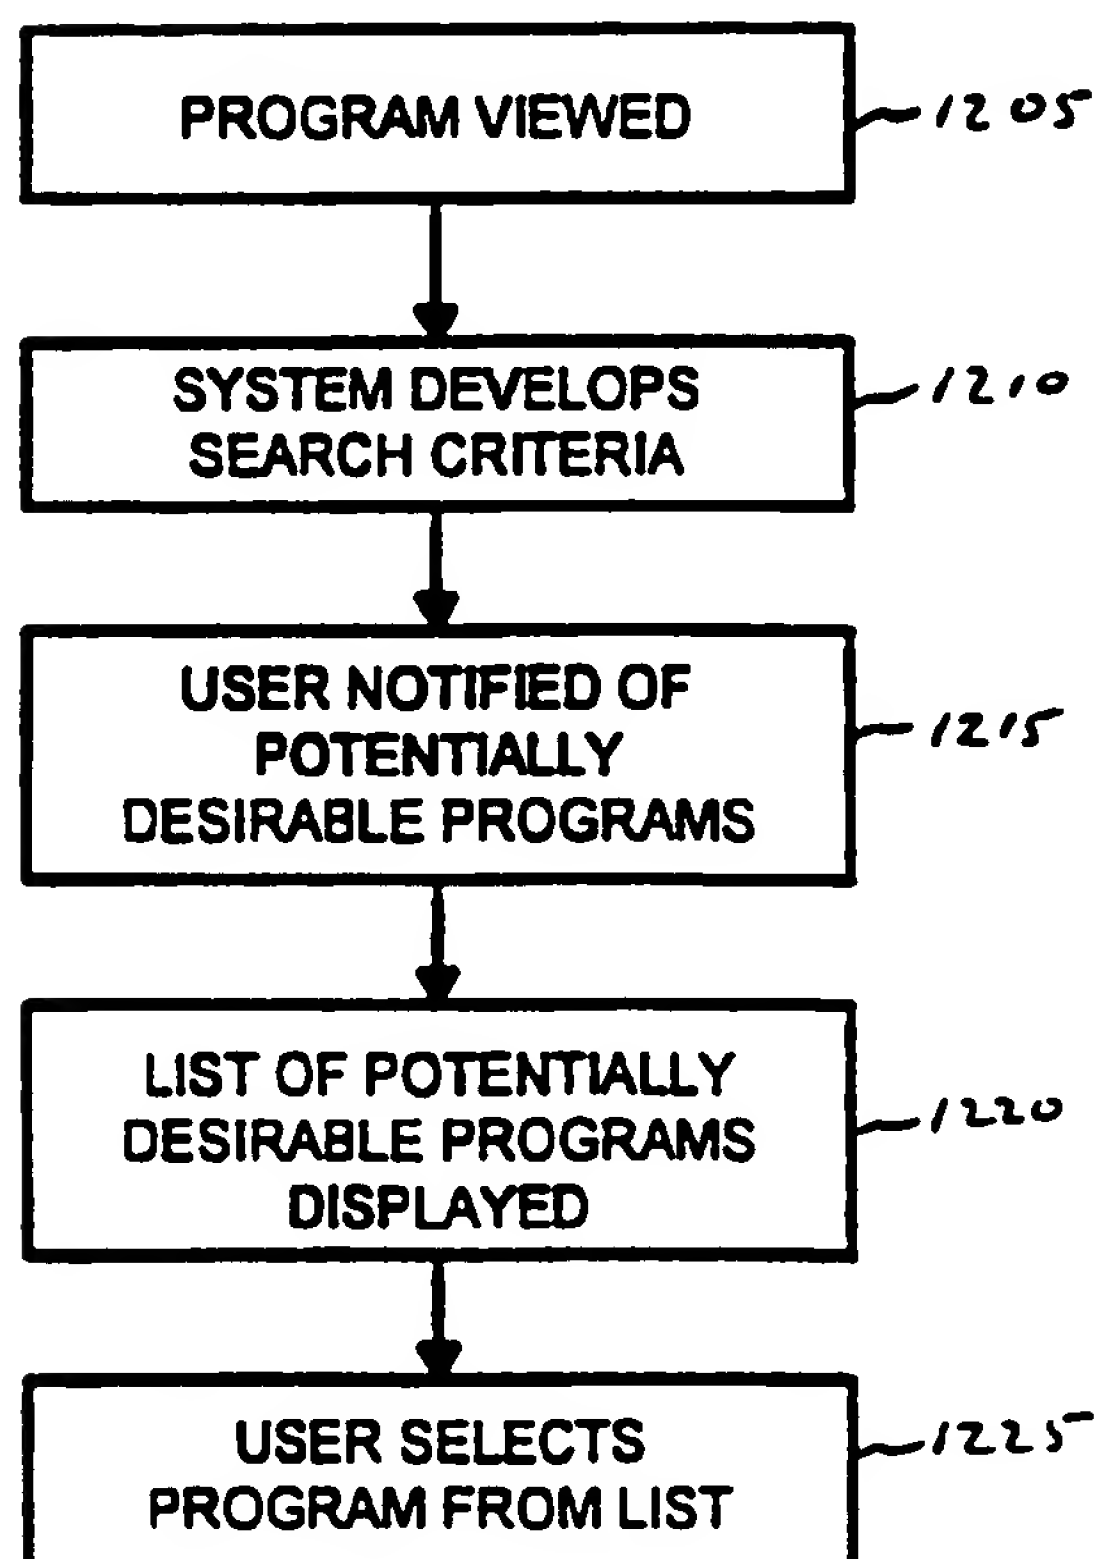 PROGRAM VIEWED
1205
SYSTEM DEVELOPS
SEARCH CRITERIA
1210
USER NOTIFIED OF
POTENTIALLY
DESIRABLE PROGRAMS
1215
LIST OF POTENTIALLY
DESIRABLE PROGRAMS
DISPLAYED
1220
USER SELECTS
PROGRAM FROM LIST
1225